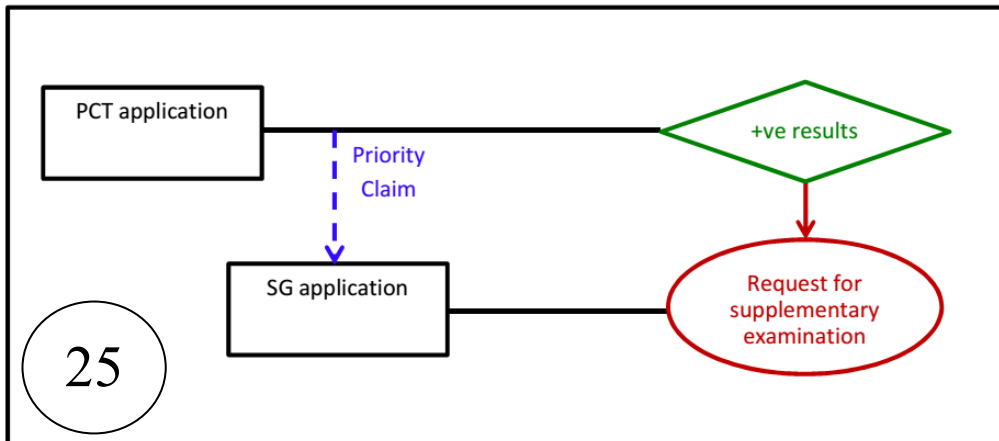 PCT application
+ve results
Priority
Claim
SG application
Request for
supplementary
examination
25